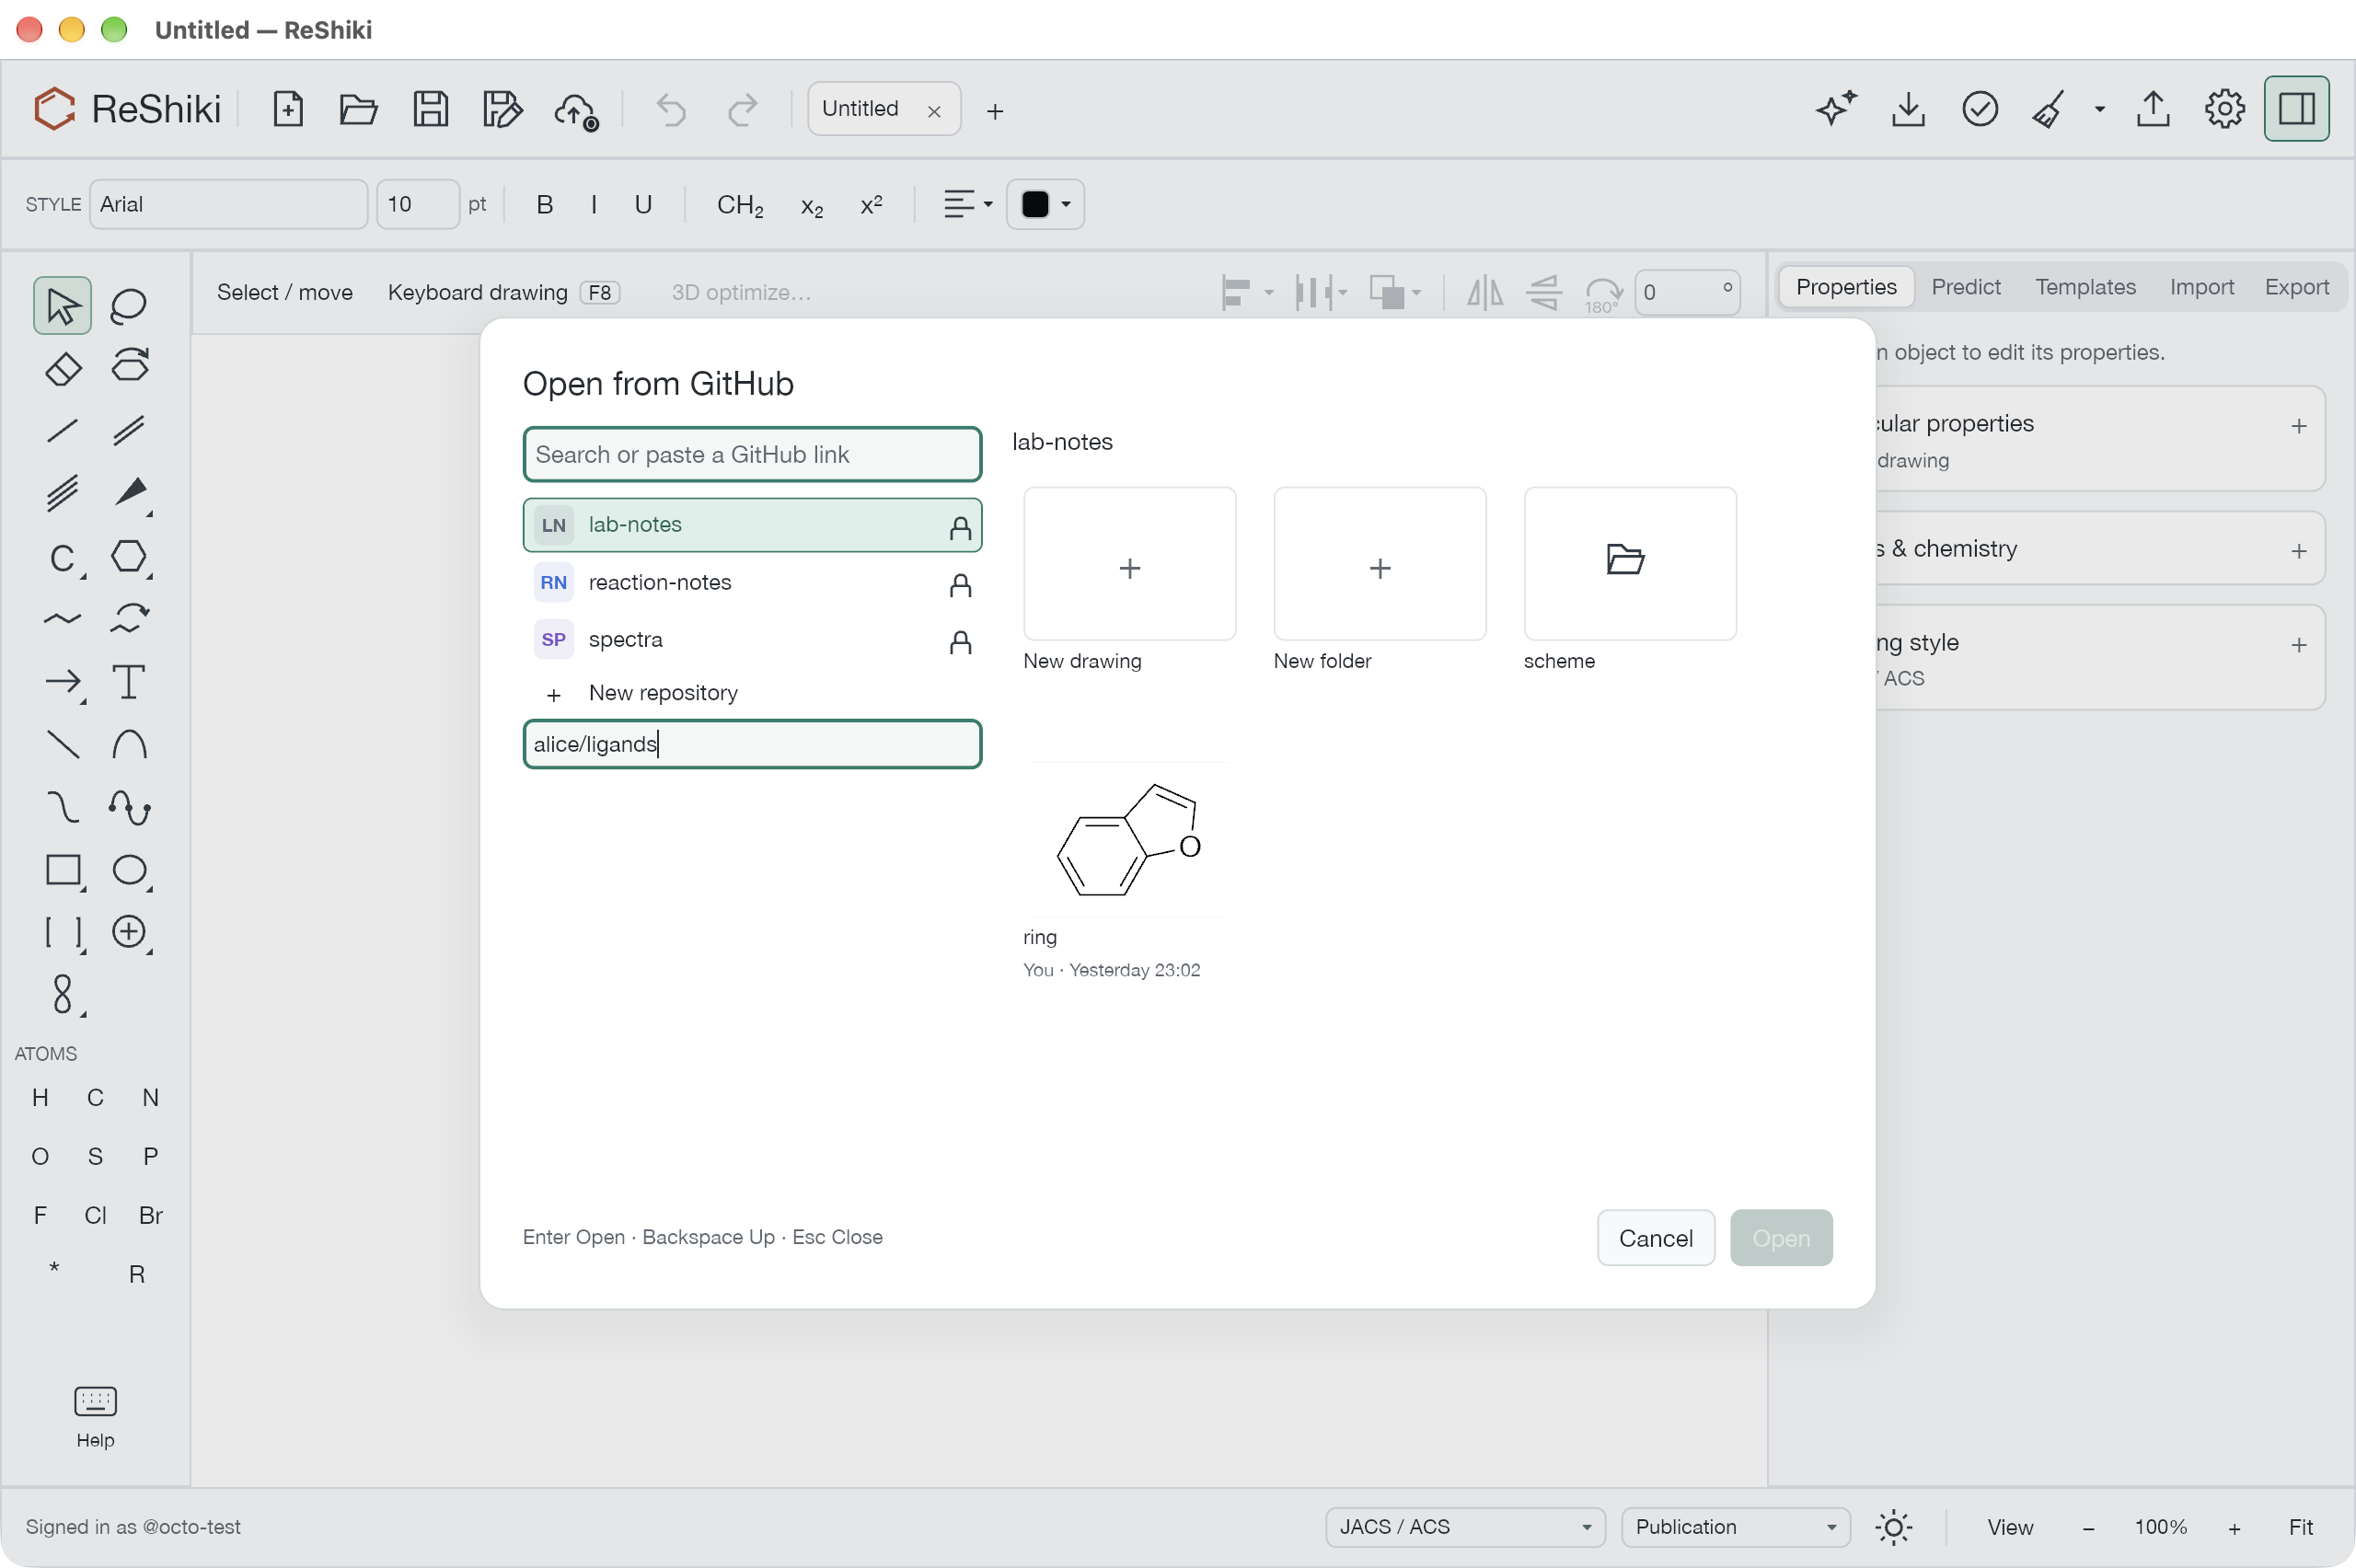 Untitled — ReShiki
ReShiki
Untitled
STYLE Arial 10 pt B I U CH₂ x₂ x²
Select / move Keyboard drawing F8 3D optimize... 180° 0 °
Properties Predict Templates Import Export
n object to edit its properties.
cular properties
drawing
s & chemistry
ng style
/ ACS
Open from GitHub
Search or paste a GitHub link
LN lab-notes
RN reaction-notes
SP spectra
+ New repository
alice/ligands
lab-notes
New drawing
New folder
scheme
O
ring
You · Yesterday 23:02
Enter Open · Backspace Up · Esc Close
Cancel
Open
C
T
ATOMS
H C N
O S P
F Cl Br
* R
Help
Signed in as @octo-test
JACS / ACS
Publication
View – 100% + Fit